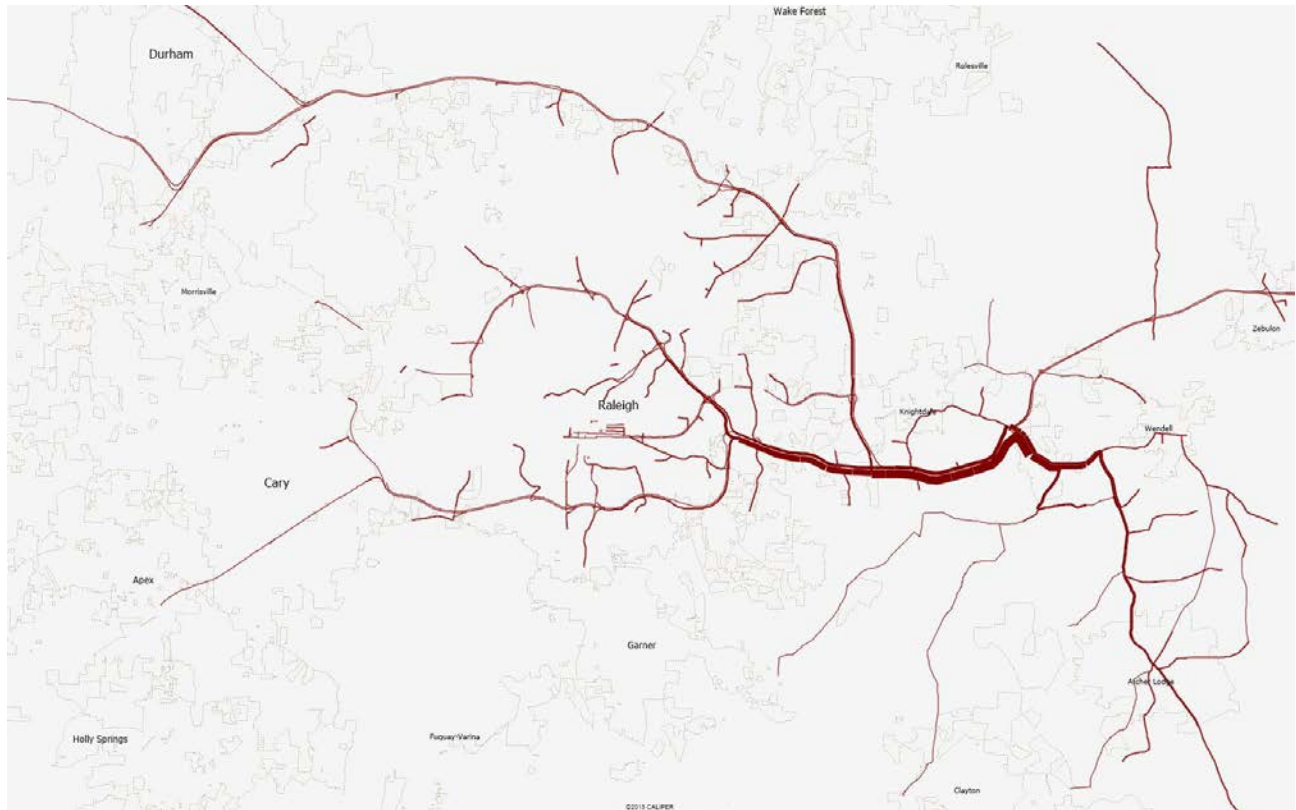 Wake Forest
Durham
Rolesville
Morrisville
Zebulon
Raleigh
Knightdale
Wendell
Cary
Apex
Garner
Archer Lodge
Holly Springs
Fuquay-Varina
Clayton
©2015 CALIPER